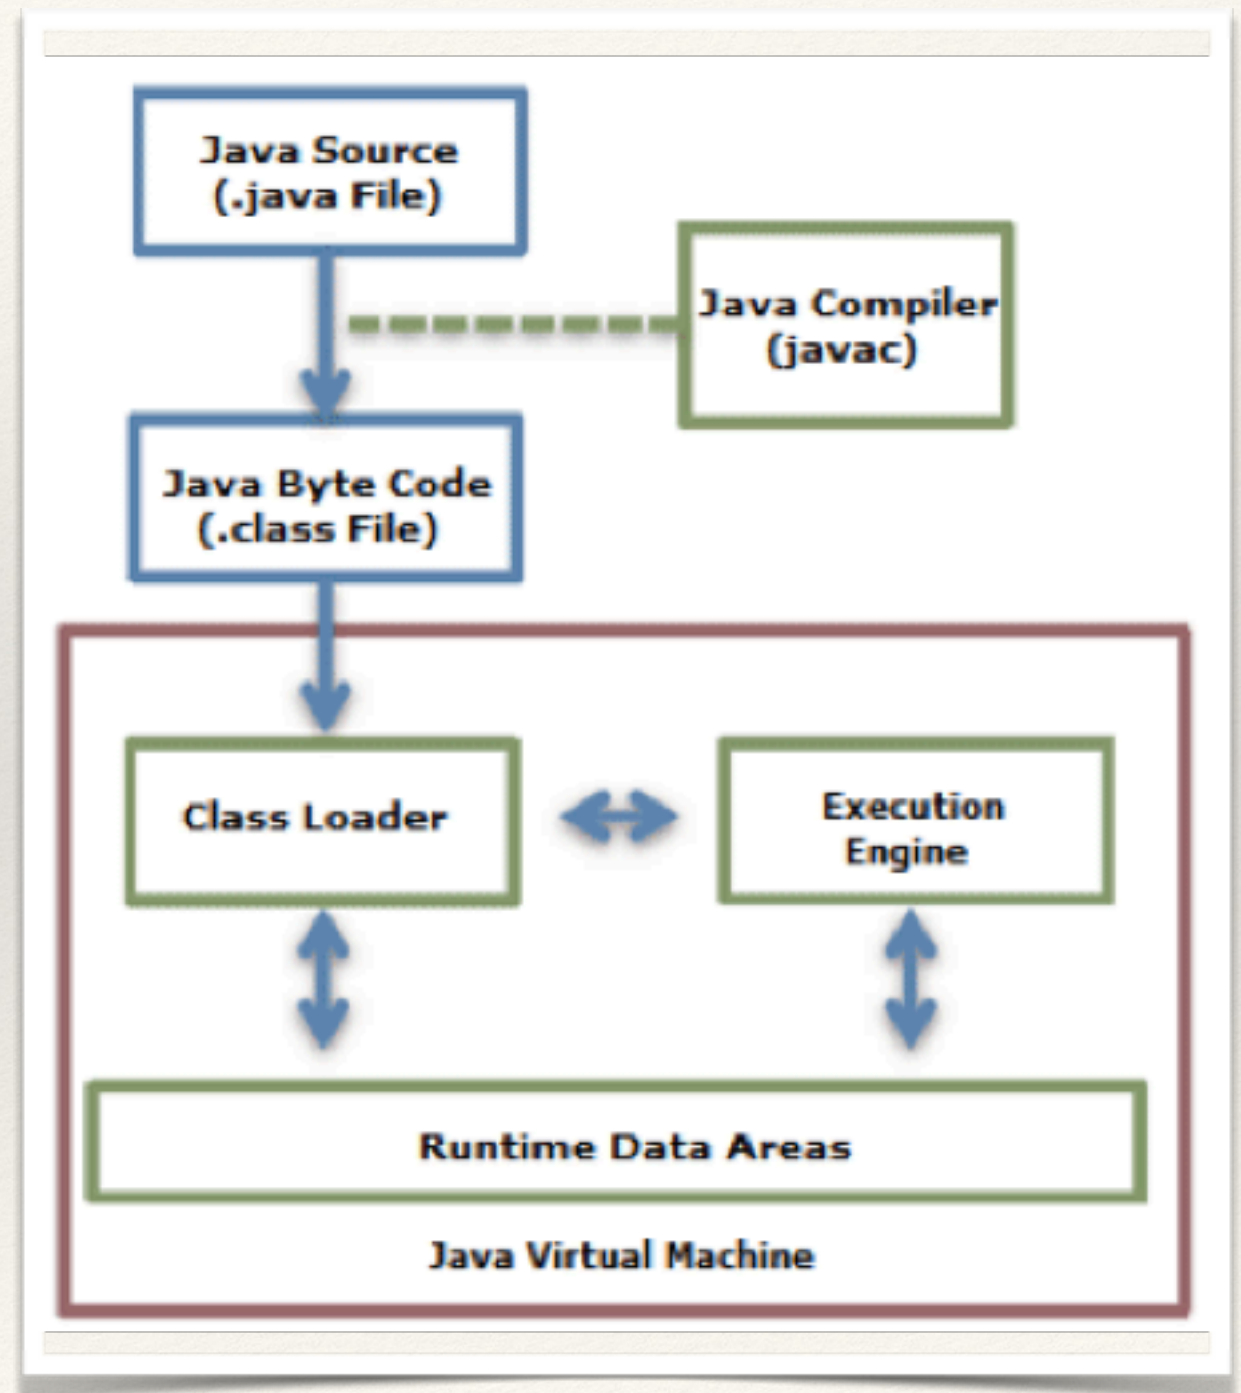 Java Source
(.java File)
Java Compiler
(javac)
Java Byte Code
(.class File)
Class Loader
Execution
Engine
Runtime Data Areas
Java Virtual Machine